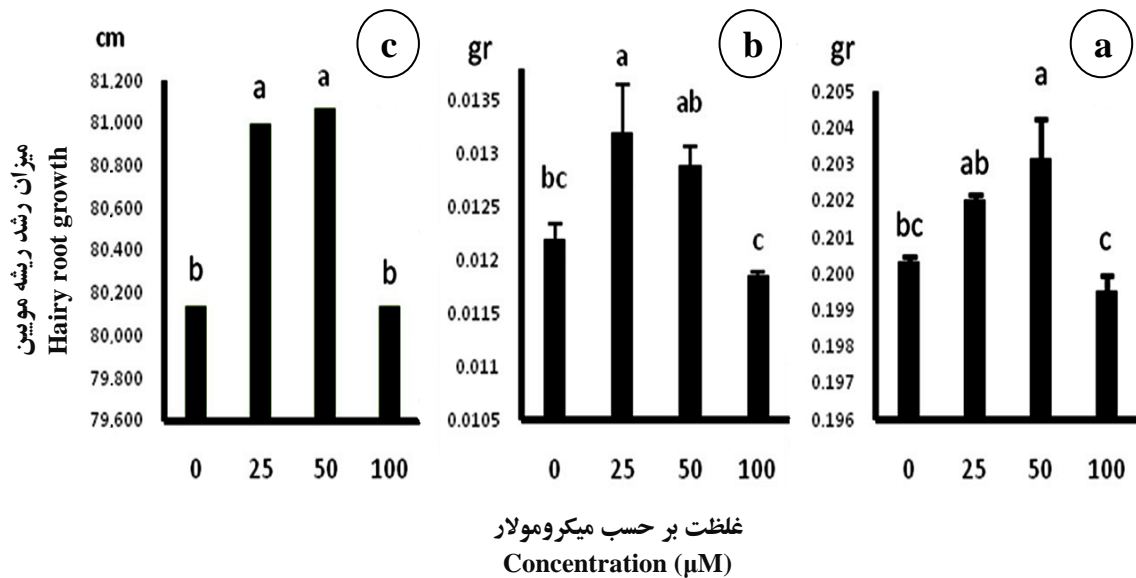 cm
c
81,200
81,000
80,800
80,600
80,400
80,200
80,000
79,800
79,600
b
a
a
b
0 25 50 100
gr
b
0.0135
0.013
0.0125
0.012
0.0115
0.011
0.0105
bc
a
ab
c
0 25 50 100
gr
a
0.205
0.204
0.203
0.202
0.201
0.200
0.199
0.198
0.197
0.196
bc
ab
a
c
0 25 50 100
میزان رشد ریشه مویین
Hairy root growth
غلظت بر حسب میکرومولار
Concentration (µM)